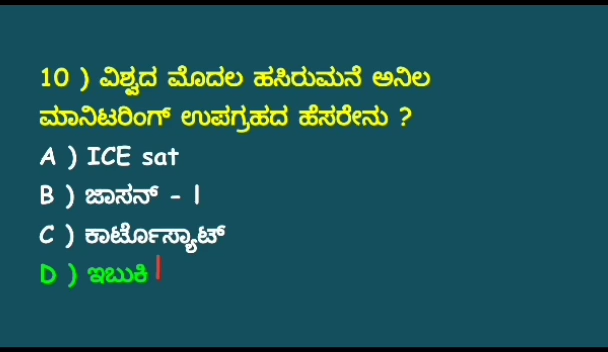 10 ) ವಿಶ್ವದ ಮೊದಲ ಹಸಿರುಮನೆ ಅನಿಲ
ಮಾನಿಟರಿಂಗ್ ಉಪಗ್ರಹದ ಹೆಸರೇನು ?
A ) ICE sat
B ) ಜಾಸನ್ - |
C ) ಕಾರ್ಟೊಸ್ಯಾಟ್
D ) ಇಬುಕಿ